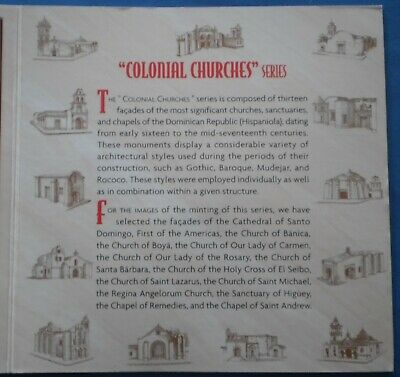 "COLONIAL CHURCHES" SERIES
THE "COLONIAL CHURCHES" series is composed of thirteen
façades of the most significant churches, sanctuaries,
and chapels of the Dominican Republic (Hispaniola), dating
from early sixteen to the mid-seventeenth centuries.
These monuments display a considerable variety of
architectural styles used during the periods of their
construction, such as Gothic, Baroque, Mudejar, and
Rococo. These styles were employed individually as well
as in combination within a given structure.
FOR THE IMAGES of the minting of this series, we have
selected the façades of the Cathedral of Santo
Domingo, First of the Americas, the Church of Bánica,
the Church of Boyá, the Church of Our Lady of Carmen,
the Church of Our Lady of the Rosary, the Church of
Santa Bárbara, the Church of the Holy Cross of El Seibo,
the Church of Saint Lazarus, the Church of Saint Michael,
the Regina Angelorum Church, the Sanctuary of Higüey,
the Chapel of Remedies, and the Chapel of Saint Andrew.